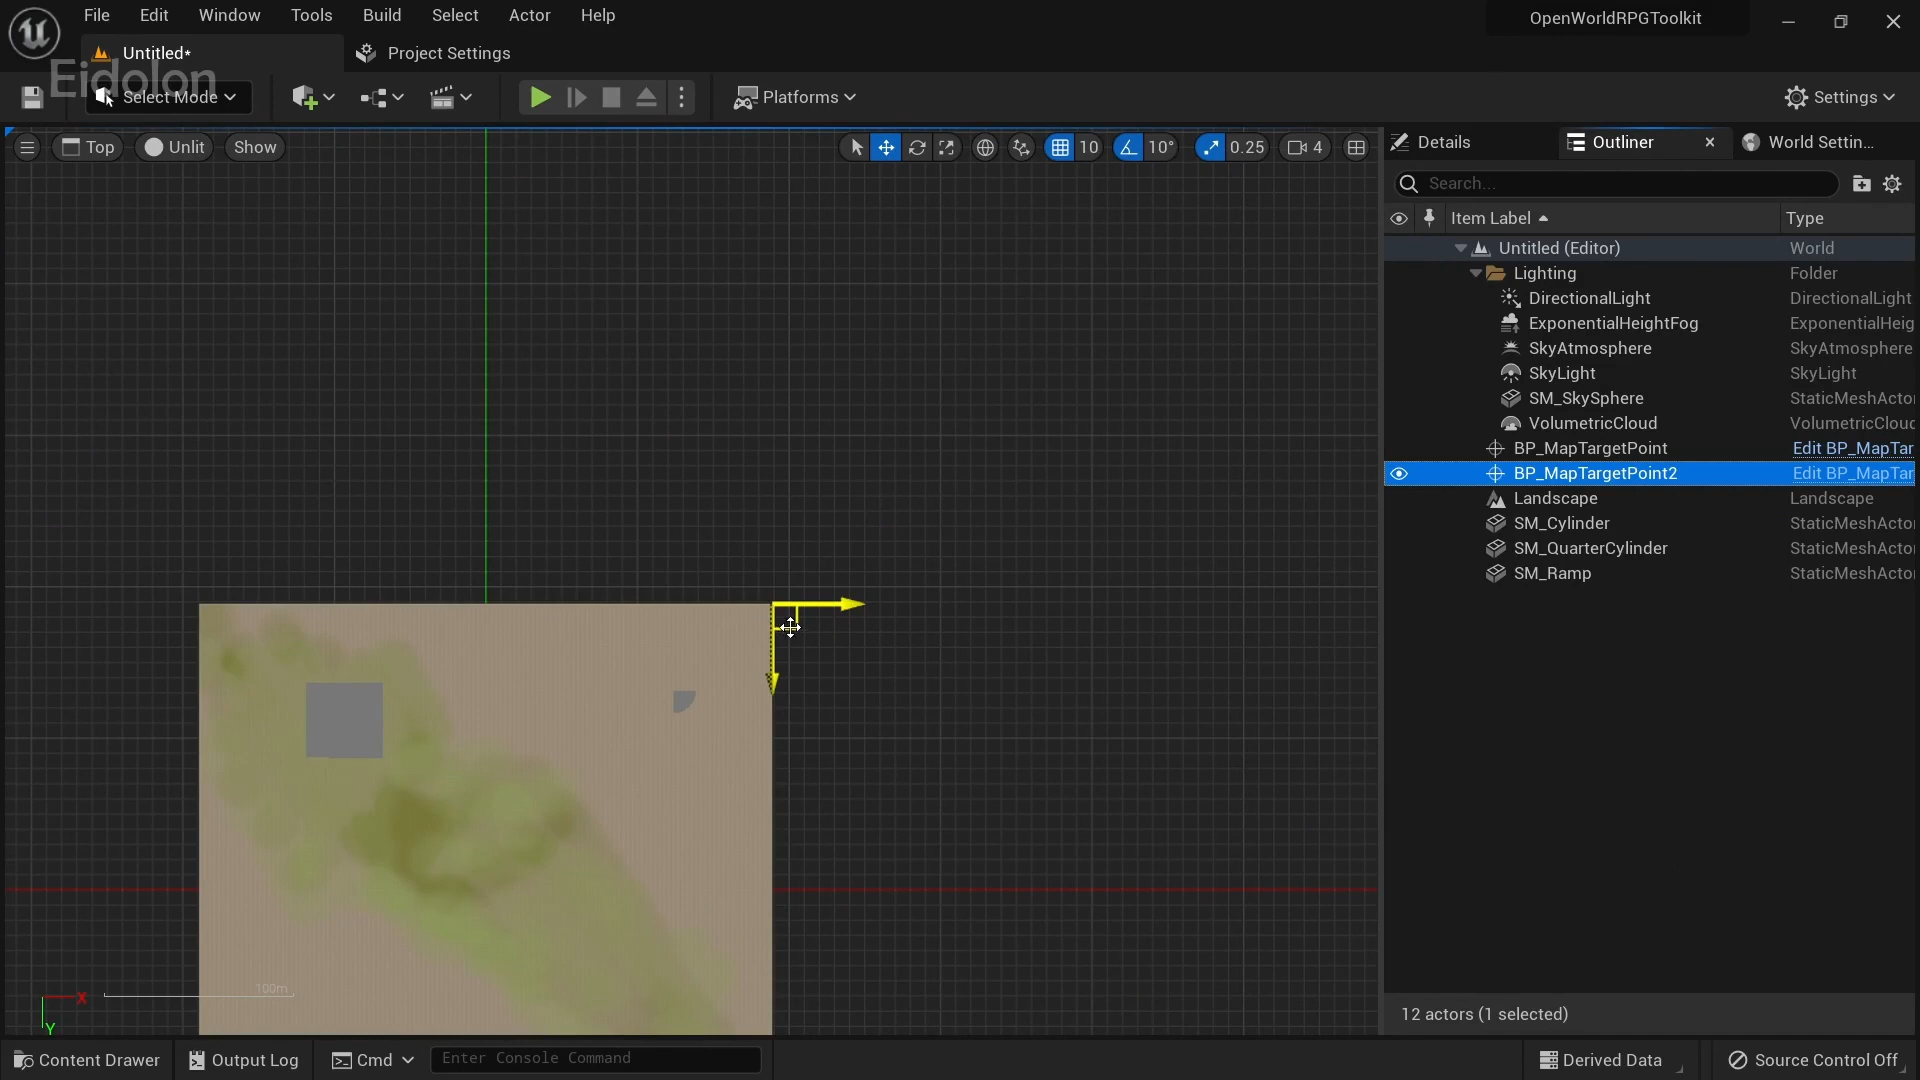 File Edit Window Tools Build Select Actor Help
OpenWorldRPGToolkit
Untitled*
Project Settings
Eidolon
Select Mode
Platforms
Settings
Top
Unlit
Show
10
10°
0.25
4
Details
Outliner
World Settin...
Search...
Item Label
Type
Untitled (Editor) World
Lighting Folder
DirectionalLight DirectionalLight
ExponentialHeightFog ExponentialHeig
SkyAtmosphere SkyAtmosphere
SkyLight SkyLight
SM_SkySphere StaticMeshActo
VolumetricCloud VolumetricClou
BP_MapTargetPoint Edit BP_MapTar
BP_MapTargetPoint2 Edit BP_MapTar
Landscape Landscape
SM_Cylinder StaticMeshActo
SM_QuarterCylinder StaticMeshActo
SM_Ramp StaticMeshActo
100m
X
Y
12 actors (1 selected)
Content Drawer
Output Log
Cmd
Enter Console Command
Derived Data
Source Control Off